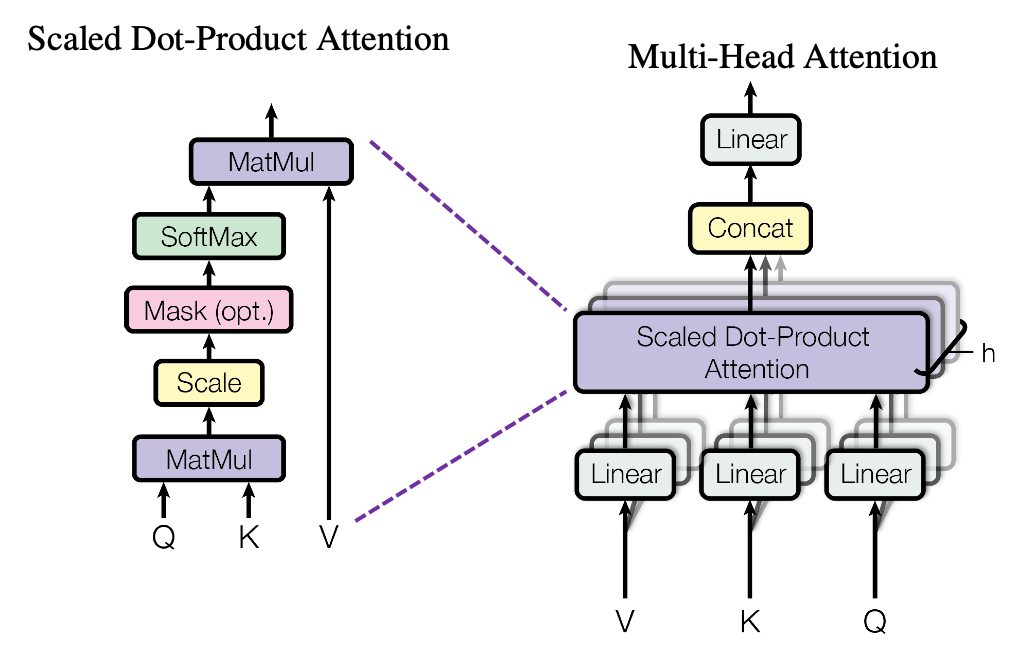 Scaled Dot-Product Attention
MatMul
SoftMax
Mask (opt.)
Scale
MatMul
Q K V
Multi-Head Attention
Linear
Concat
Scaled Dot-Product
Attention
h
Linear Linear Linear
V K Q